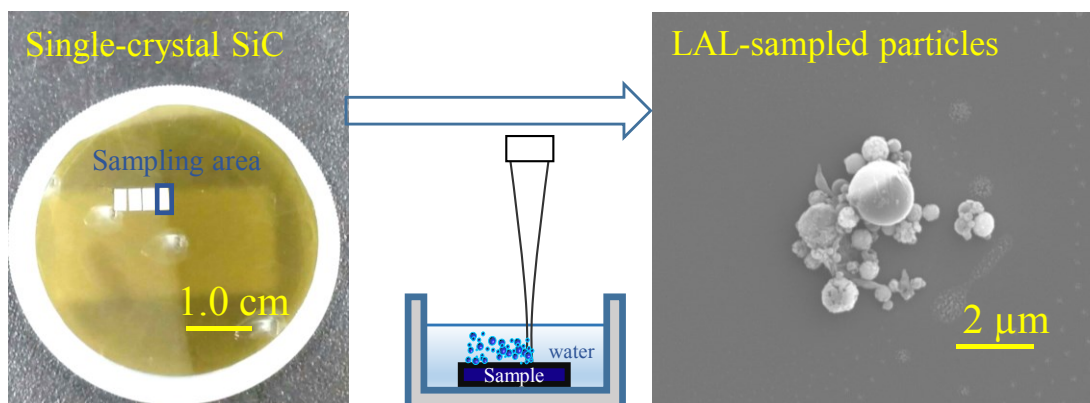 Single-crystal SiC
Sampling area
1.0 cm
water
Sample
LAL-sampled particles
2 μm